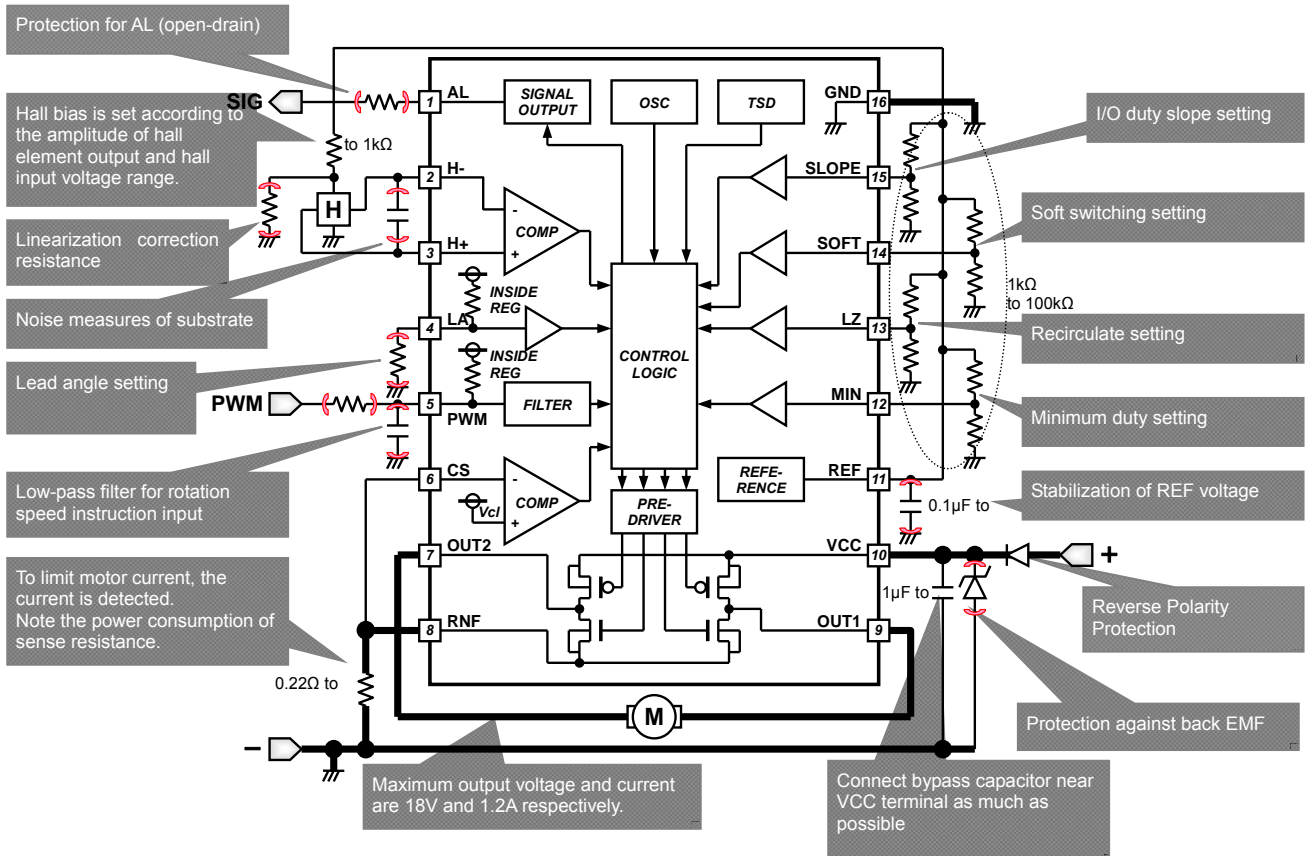 Protection for AL (open-drain)
SIG
Hall bias is set according to
the amplitude of hall
element output and hall
input voltage range.
to 1kΩ
H
Linearization correction
resistance
Noise measures of substrate
Lead angle setting
PWM
Low-pass filter for rotation
speed instruction input
To limit motor current, the
current is detected.
Note the power consumption of
sense resistance.
0.22Ω to
–
1
AL
2
H-
3
H+
4
LA
5
PWM
6
CS
7
OUT2
8
RNF
SIGNAL
OUTPUT
OSC
TSD
-
COMP
+
INSIDE
REG
INSIDE
REG
FILTER
CONTROL
LOGIC
-
COMP
+
Vcl
PRE-
DRIVER
REFE-
RENCE
M
GND
16
SLOPE
15
SOFT
14
LZ
13
MIN
12
REF
11
VCC
10
OUT1
9
I/O duty slope setting
Soft switching setting
1kΩ
to 100kΩ
Recirculate setting
Minimum duty setting
0.1µF to
Stabilization of REF voltage
+
1µF to
Reverse Polarity
Protection
Protection against back EMF
Maximum output voltage and current
are 18V and 1.2A respectively.
Connect bypass capacitor near
VCC terminal as much as
possible